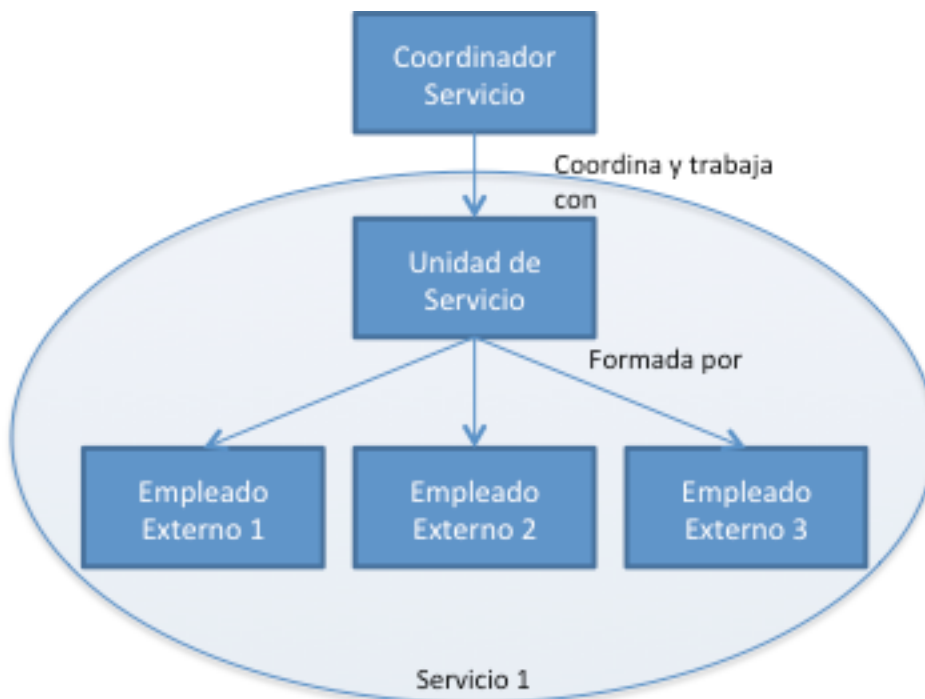 Coordinador
Servicio
Coordina y trabaja
con
Unidad de
Servicio
Formada por
Empleado
Externo 1
Empleado
Externo 2
Empleado
Externo 3
Servicio 1